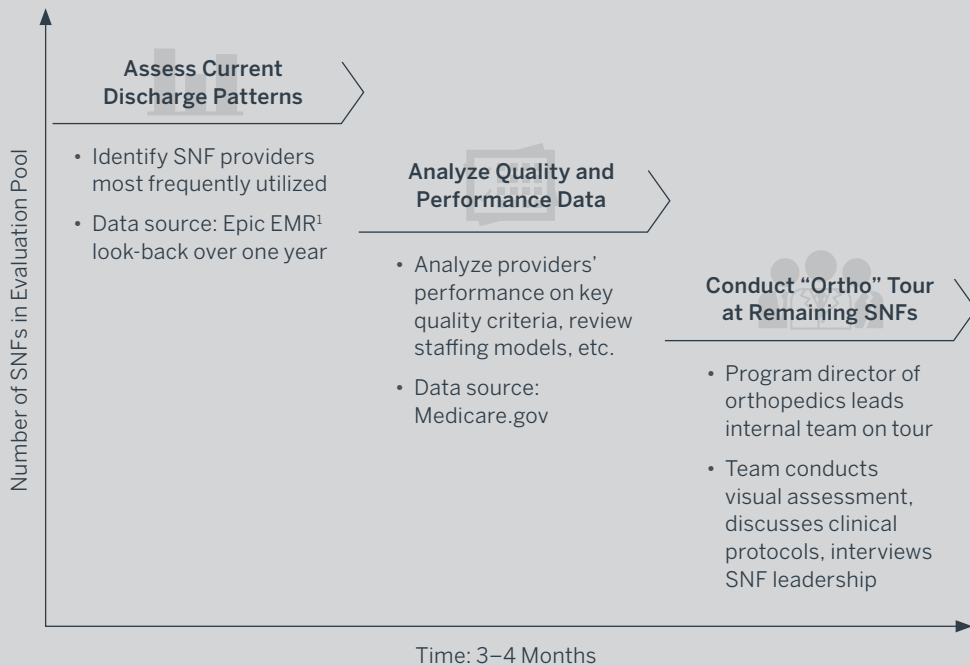 Number of SNFs in Evaluation Pool
Assess Current
Discharge Patterns
• Identify SNF providers
most frequently utilized
• Data source: Epic EMR¹
look-back over one year
Analyze Quality and
Performance Data
• Analyze providers’
performance on key
quality criteria, review
staffing models, etc.
• Data source:
Medicare.gov
Conduct “Ortho” Tour
at Remaining SNFs
• Program director of
orthopedics leads
internal team on tour
• Team conducts
visual assessment,
discusses clinical
protocols, interviews
SNF leadership
Time: 3–4 Months